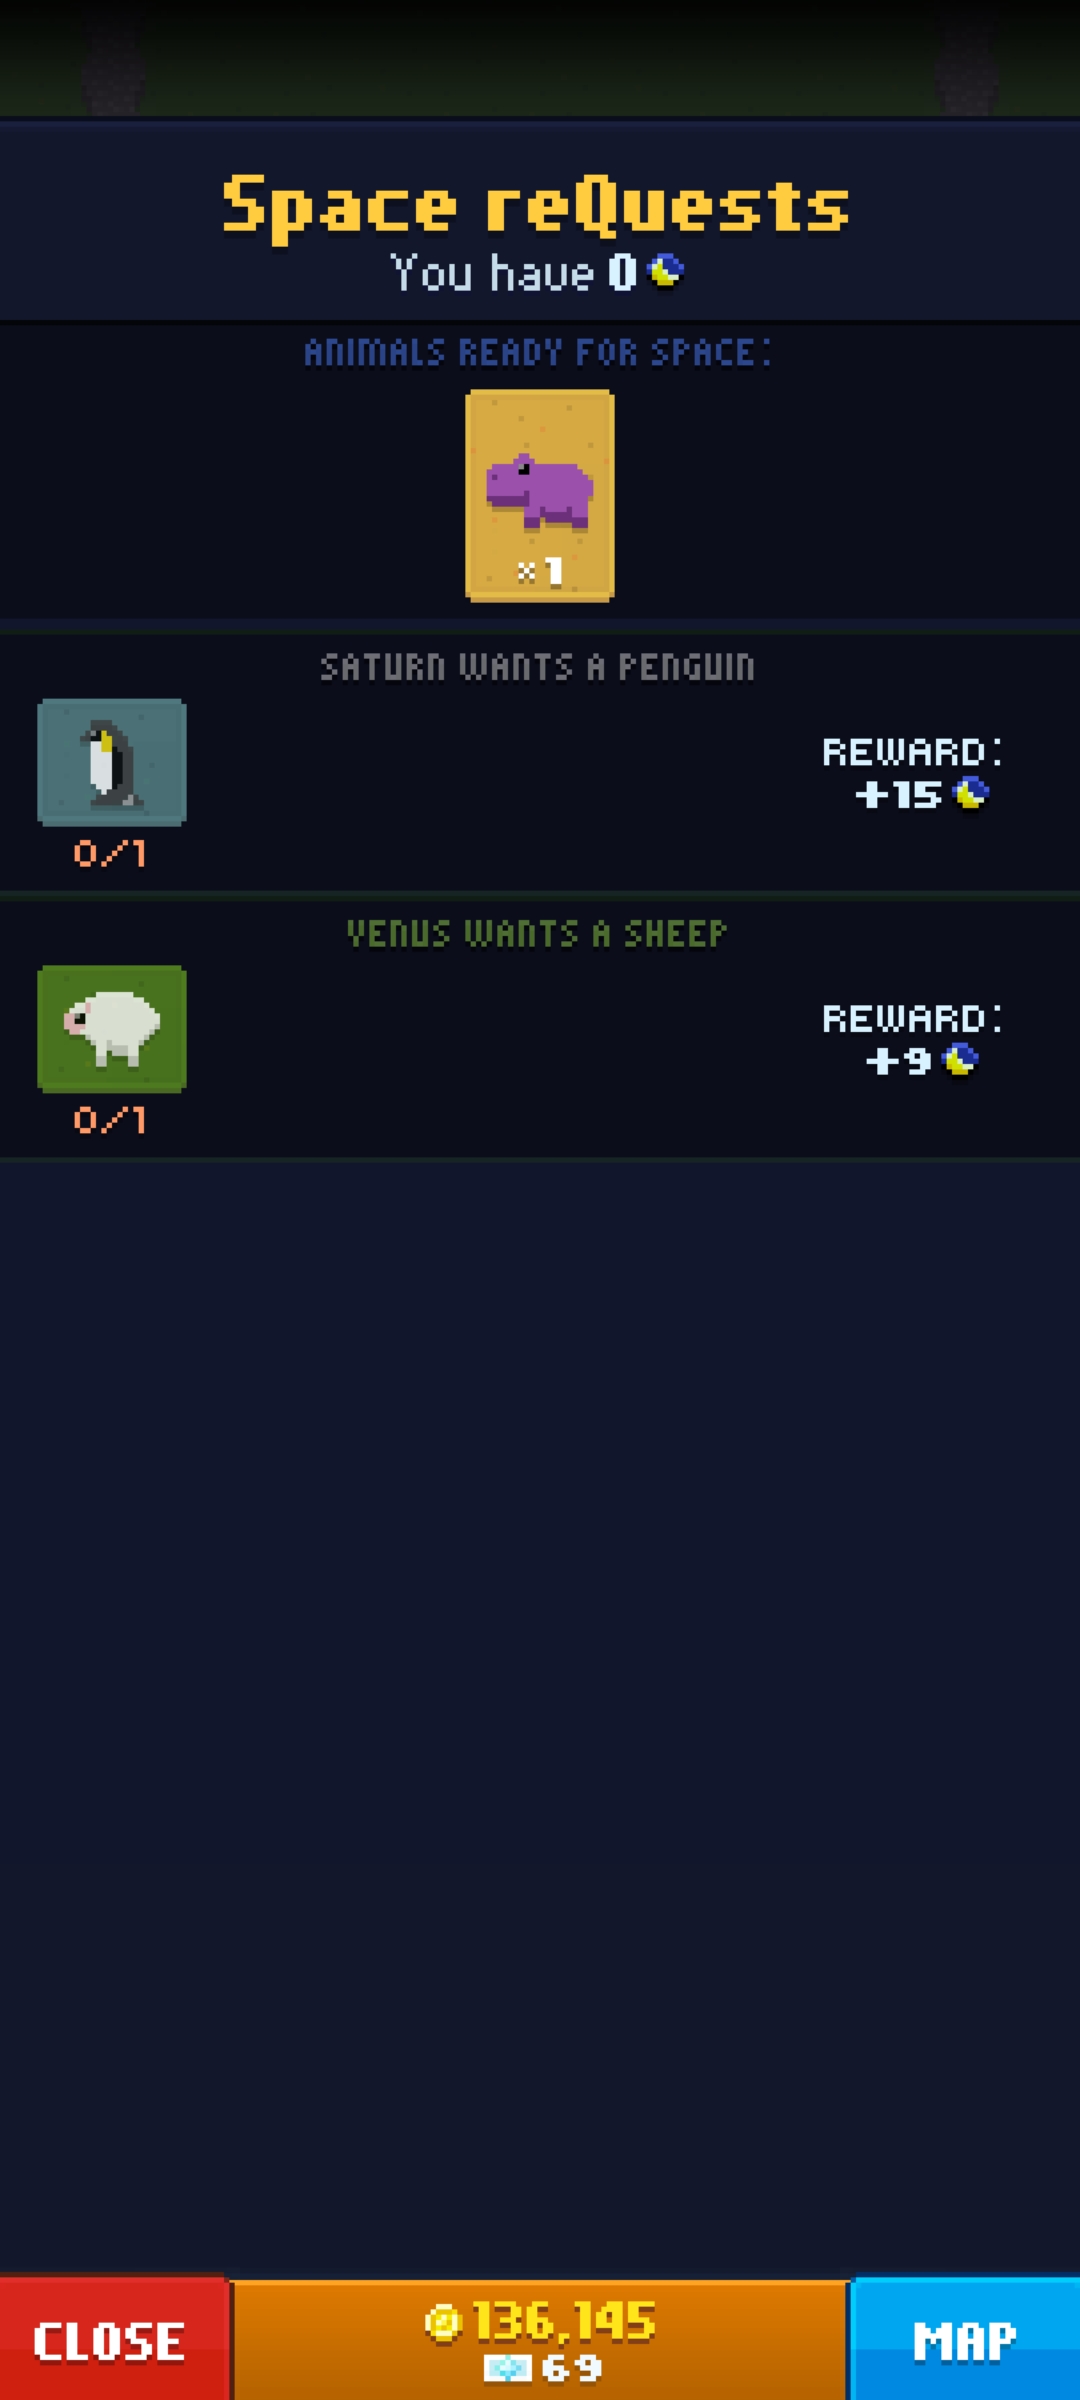 Space reQuests
You have 0
ANIMALS READY FOR SPACE:
×1
SATURN WANTS A PENGUIN
REWARD:
+15
0/1
VENUS WANTS A SHEEP
REWARD:
+9
0/1
CLOSE
136,145
69
MAP